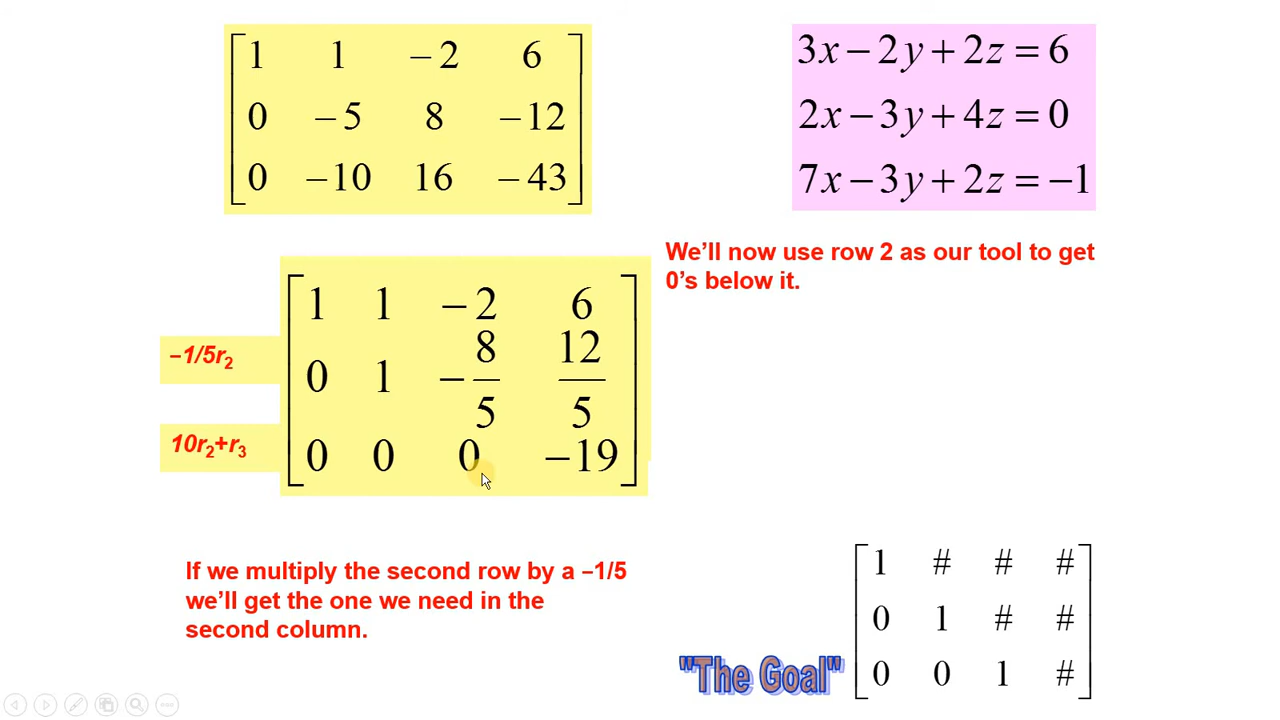 1 1 −2 6
0 −5 8 −12
0 −10 16 −43
3x − 2y + 2z = 6
2x − 3y + 4z = 0
7x − 3y + 2z = −1
We'll now use row 2 as our tool to get
0's below it.
1 1 −2 6
−1/5r₂
0 1 −8/5 12/5
10r₂+r₃
0 0 0 −19
If we multiply the second row by a −1/5
we'll get the one we need in the
second column.
"The Goal"
1 # # #
0 1 # #
0 0 1 #